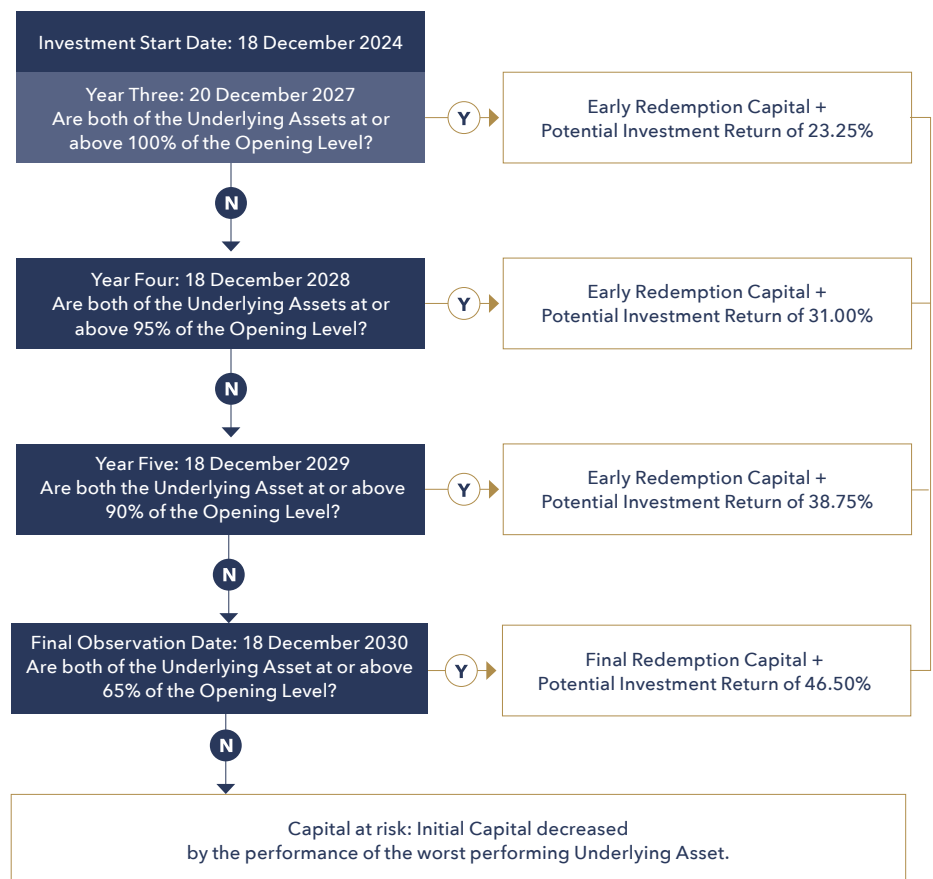 Investment Start Date: 18 December 2024
Year Three: 20 December 2027
Are both of the Underlying Assets at or
above 100% of the Opening Level?
Y
Early Redemption Capital +
Potential Investment Return of 23.25%
N
Year Four: 18 December 2028
Are both of the Underlying Assets at or
above 95% of the Opening Level?
Y
Early Redemption Capital +
Potential Investment Return of 31.00%
N
Year Five: 18 December 2029
Are both the Underlying Asset at or above
90% of the Opening Level?
Y
Early Redemption Capital +
Potential Investment Return of 38.75%
N
Final Observation Date: 18 December 2030
Are both of the Underlying Asset at or above
65% of the Opening Level?
Y
Final Redemption Capital +
Potential Investment Return of 46.50%
N
Capital at risk: Initial Capital decreased
by the performance of the worst performing Underlying Asset.